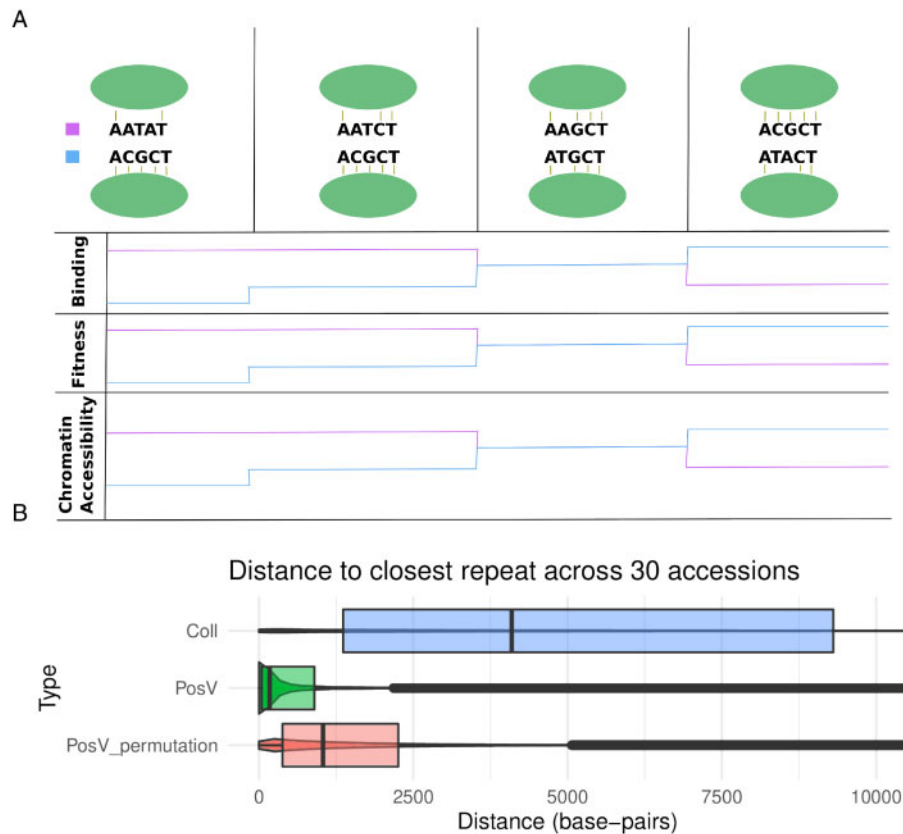 A
AATAT
AATCT
AAGCT
ACGCT
ACGCT
ACGCT
ATGCT
ATACT
Binding
Fitness
Chromatin
Accessibility
B
Distance to closest repeat across 30 accessions
Type
Coll
PosV
PosV_permutation
0
2500
5000
7500
10000
Distance (base-pairs)